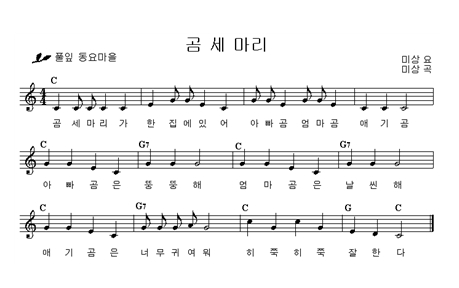 곰 세 마리
풀잎 동요마을
미상 요
미상 곡
C
곰 세 마 리 가 한 집 에 있 어 아 빠 곰 엄 마 곰 애 기 곰
C G7 C G7
아 빠 곰 은 뚱 뚱 해 엄 마 곰 은 날 씬 해
C G7 C G7 C
애 기 곰 은 너 무 귀 여 워 히 쭉 히 쭉 잘 한 다